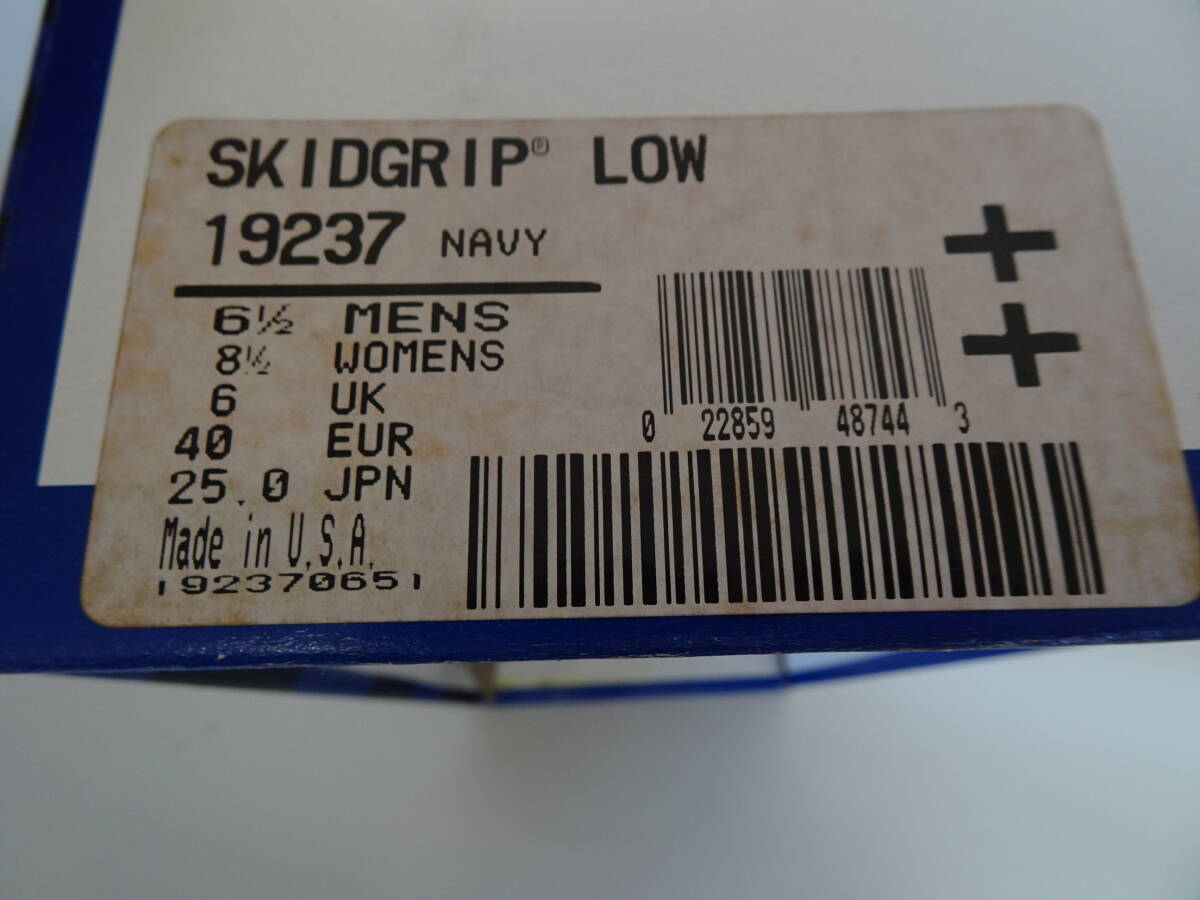 SKIDGRIP® LOW
19237 NAVY
6½ MENS
8½ WOMENS
6 UK
40 EUR
25.0 JPN
Made in U.S.A.
192370651
0 22859 48744 3